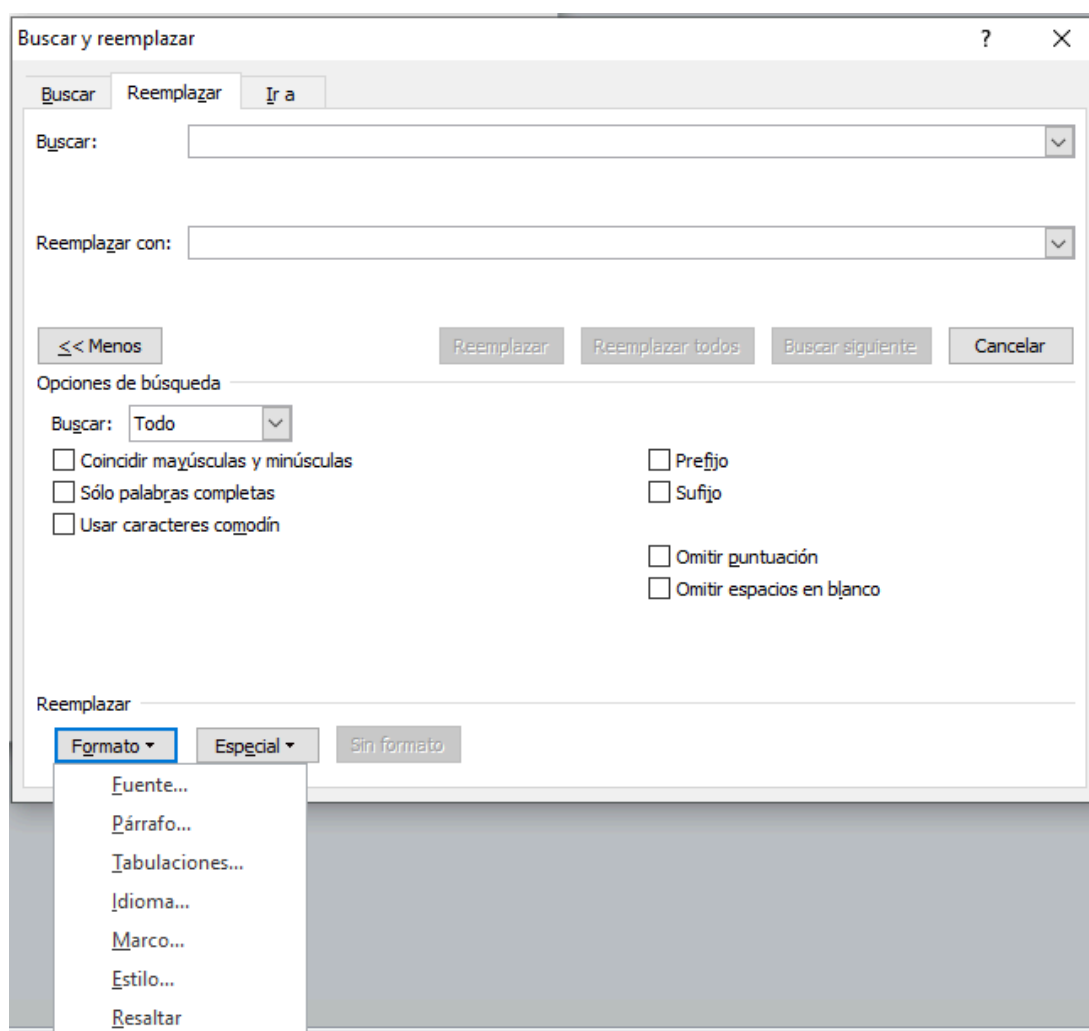 Buscar y reemplazar ?
Buscar Reemplazar Ir a
Buscar:
Reemplazar con:
<< Menos Reemplazar Reemplazar todos Buscar siguiente Cancelar
Opciones de búsqueda
Buscar: Todo
Coincidir mayúsculas y minúsculas Prefijo
Sólo palabras completas Sufijo
Usar caracteres comodín
Omitir puntuación
Omitir espacios en blanco
Reemplazar
Formato Especial Sin formato
Fuente...
Párrafo...
Tabulaciones...
Idioma...
Marco...
Estilo...
Resaltar